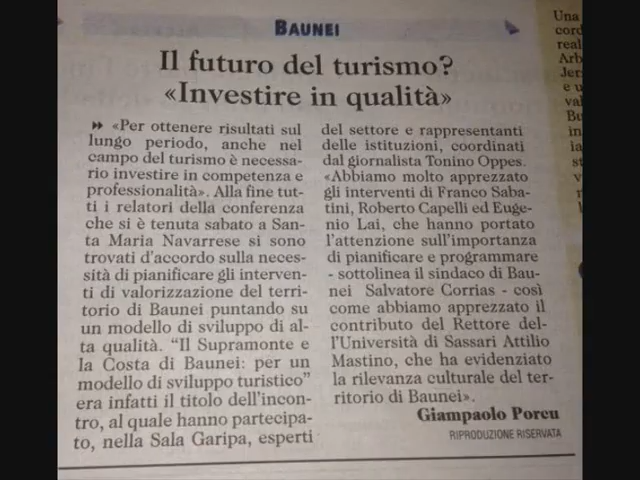 BAUNEI
Il futuro del turismo?
«Investire in qualità»
«Per ottenere risultati sul
lungo periodo, anche nel
campo del turismo è necessa-
rio investire in competenza e
professionalità». Alla fine tut-
ti i relatori della conferenza
che si è tenuta sabato a San-
ta Maria Navarrese si sono
trovati d'accordo sulla neces-
sità di pianificare gli interven-
ti di valorizzazione del terri-
torio di Baunei puntando su
un modello di sviluppo di al-
ta qualità. "Il Supramonte e
la Costa di Baunei: per un
modello di sviluppo turistico"
era infatti il titolo dell'incon-
tro, al quale hanno partecipa-
to, nella Sala Garipa, esperti
del settore e rappresentanti
delle istituzioni, coordinati
dal giornalista Tonino Oppes.
«Abbiamo molto apprezzato
gli interventi di Franco Saba-
tini, Roberto Capelli ed Euge-
nio Lai, che hanno portato
l'attenzione sull'importanza
di pianificare e programmare
- sottolinea il sindaco di Bau-
nei Salvatore Corrias - così
come abbiamo apprezzato il
contributo del Rettore del-
l'Università di Sassari Attilio
Mastino, che ha evidenziato
la rilevanza culturale del ter-
ritorio di Baunei».
Giampaolo Porcu
RIPRODUZIONE RISERVATA
Una
cord
real
Arb